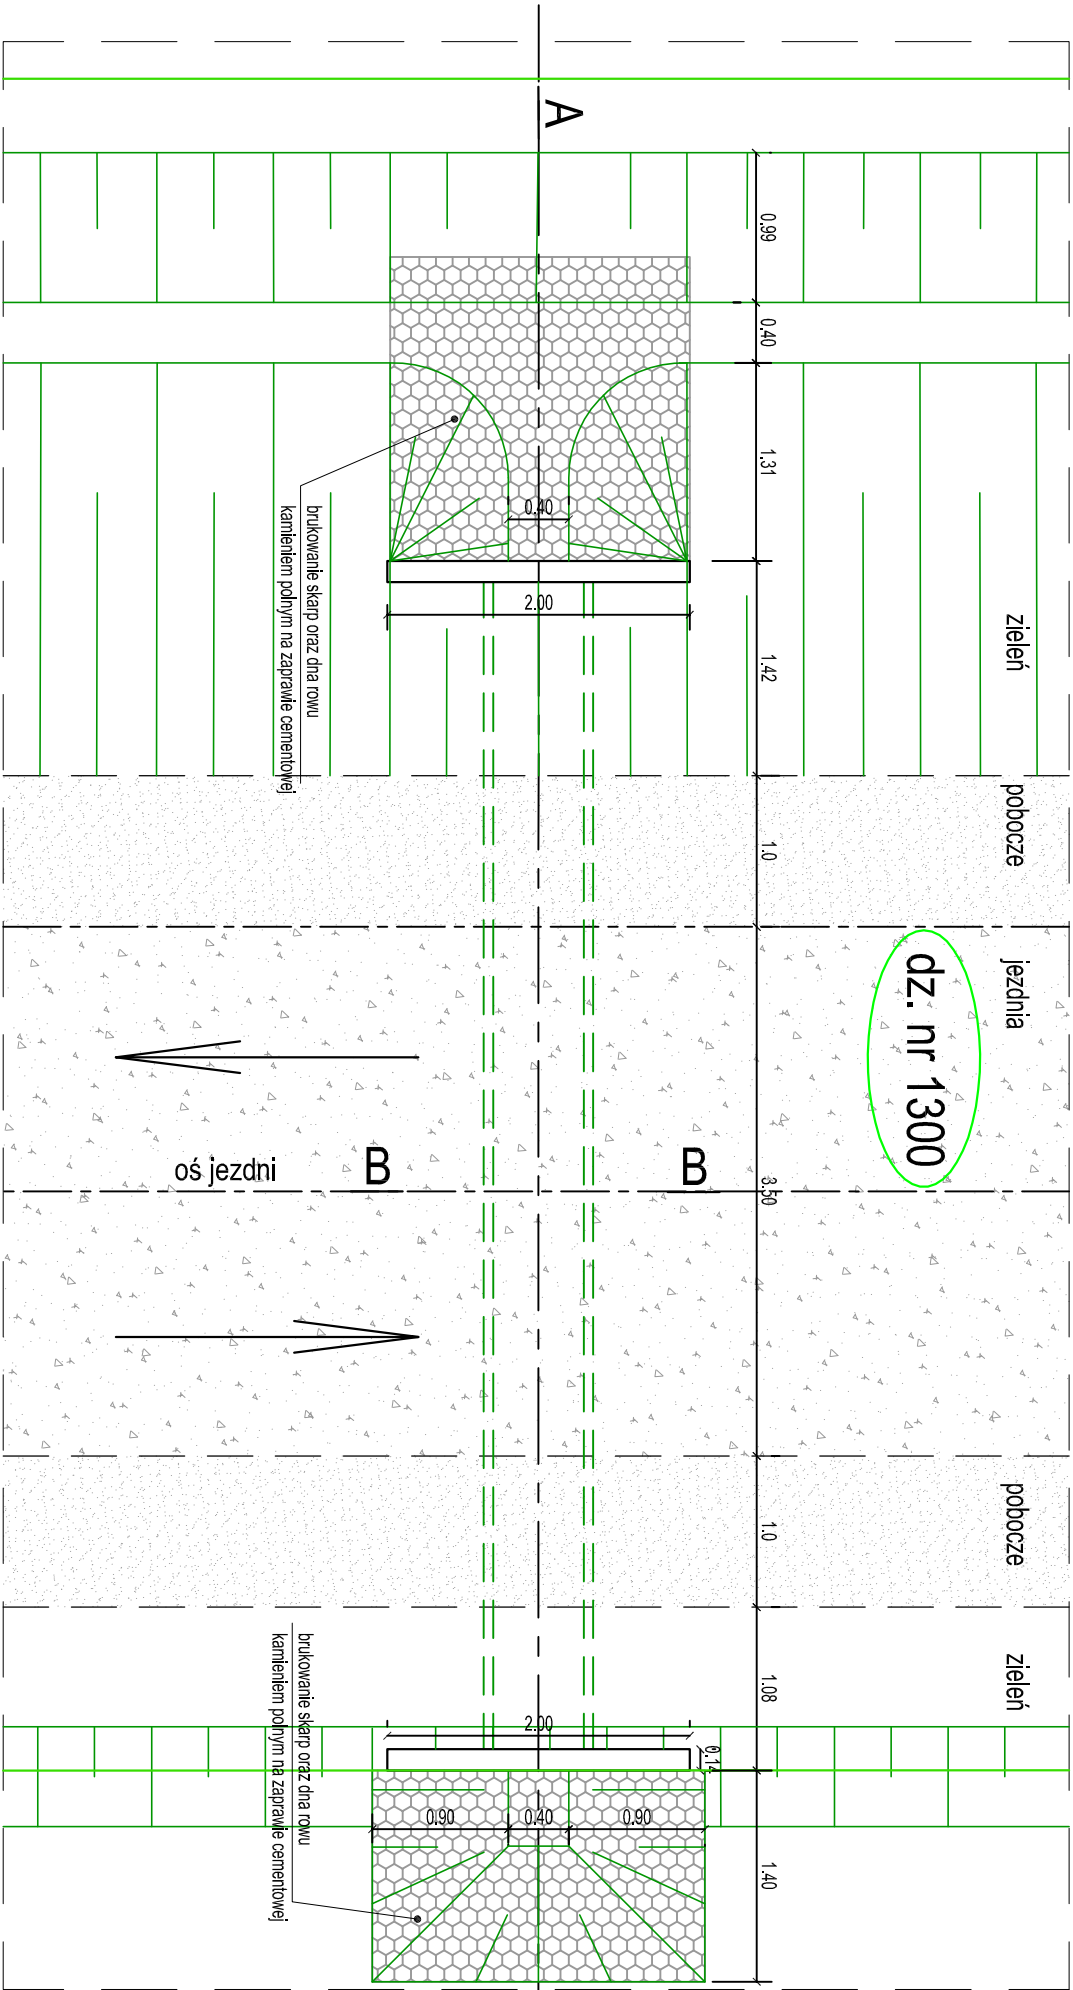 A
0.99
0.40
1.31
0.40
brukowanie skarp oraz dna rowu
kamieniem polnym na zaprawie cementowej
2.00
1.42
zieleń
pobocze
1.0
jezdnia
dz. nr 1300
oś jezdni
B
B
3.50
pobocze
1.0
zieleń
1.08
2.00
0.14
brukowanie skarp oraz dna rowu
kamieniem polnym na zaprawie cementowej
0.90
0.40
0.90
1.40